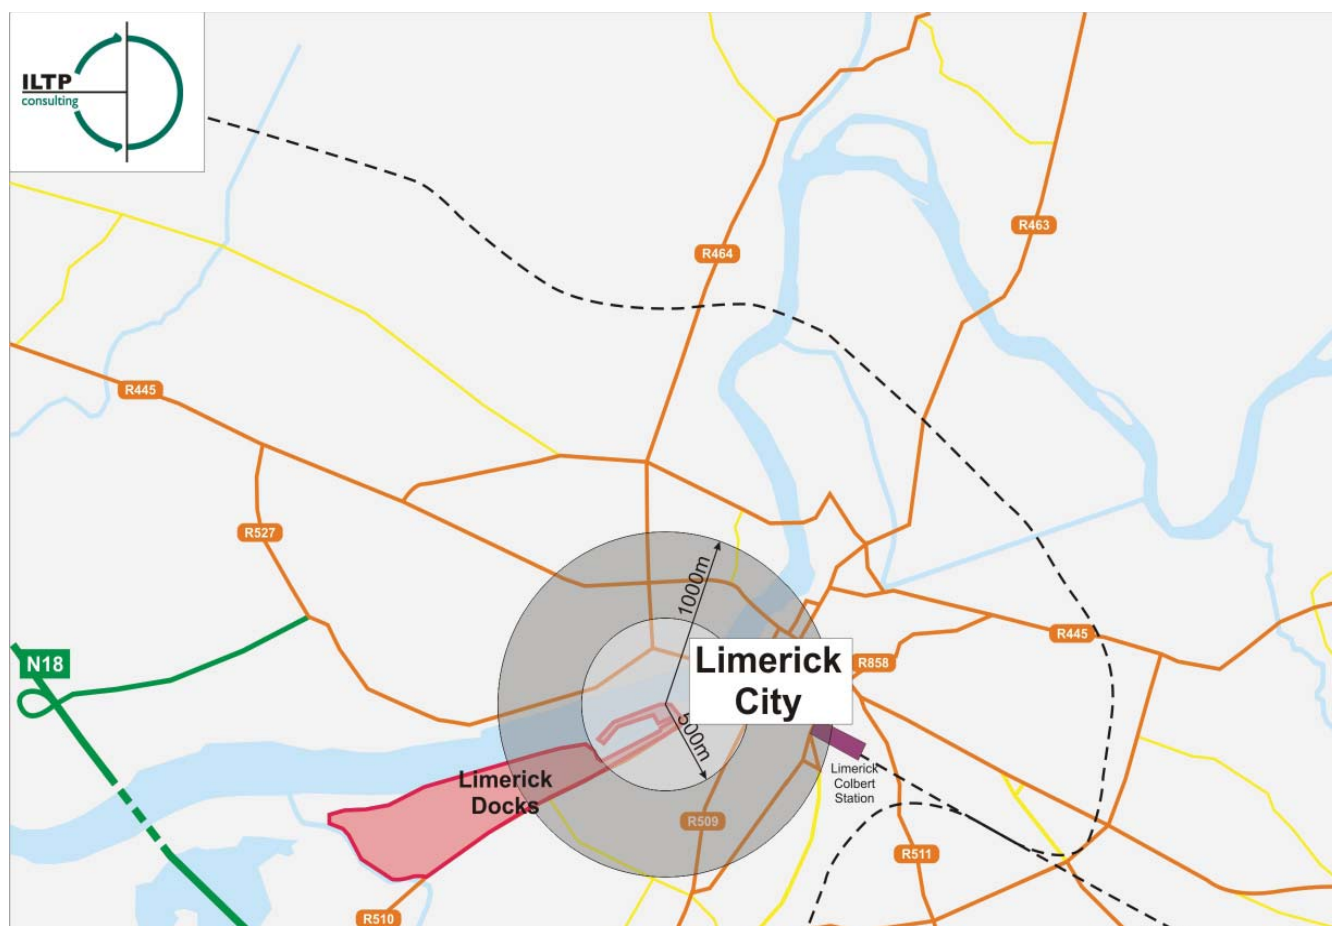 ILTP
consulting
R463
R464
R445
R527
1000m
N18
Limerick
City
R858
R445
500m
Limerick
Docks
Limerick
Colbert
Station
R509
R511
R510